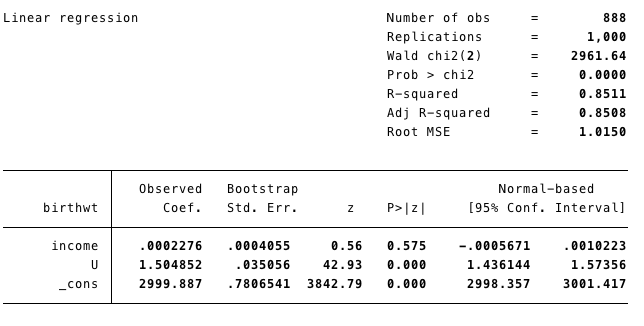 Linear regression Number of obs = 888
Replications = 1,000
Wald chi2(2) = 2961.64
Prob > chi2 = 0.0000
R-squared = 0.8511
Adj R-squared = 0.8508
Root MSE = 1.0150
Observed Bootstrap Normal-based
birthwt Coef. Std. Err. z P>|z| [95% Conf. Interval]
income .0002276 .0004055 0.56 0.575 -.0005671 .0010223
U 1.504852 .035056 42.93 0.000 1.436144 1.57356
_cons 2999.887 .7806541 3842.79 0.000 2998.357 3001.417